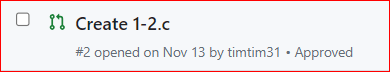 Create 1-2.c
#2 opened on Nov 13 by timtim31 • Approved